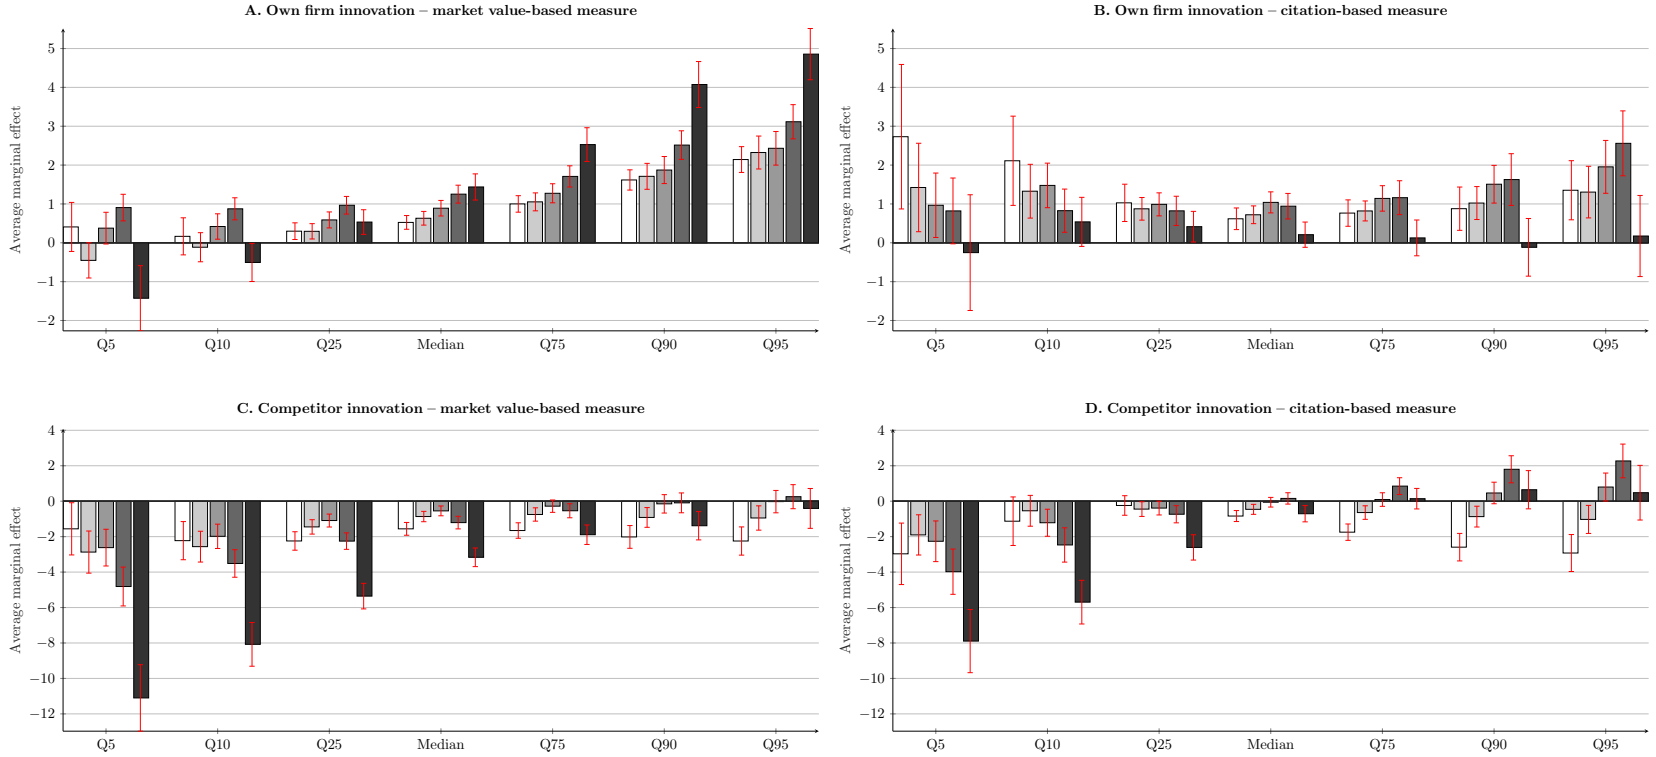 A. Own firm innovation – market value-based measure
Average marginal effect
5
4
3
2
1
0
−1
−2
Q5 Q10 Q25 Median Q75 Q90 Q95
B. Own firm innovation – citation-based measure
Average marginal effect
5
4
3
2
1
0
−1
−2
Q5 Q10 Q25 Median Q75 Q90 Q95
C. Competitor innovation – market value-based measure
Average marginal effect
4
2
0
−2
−4
−6
−8
−10
−12
Q5 Q10 Q25 Median Q75 Q90 Q95
D. Competitor innovation – citation-based measure
Average marginal effect
4
2
0
−2
−4
−6
−8
−10
−12
Q5 Q10 Q25 Median Q75 Q90 Q95